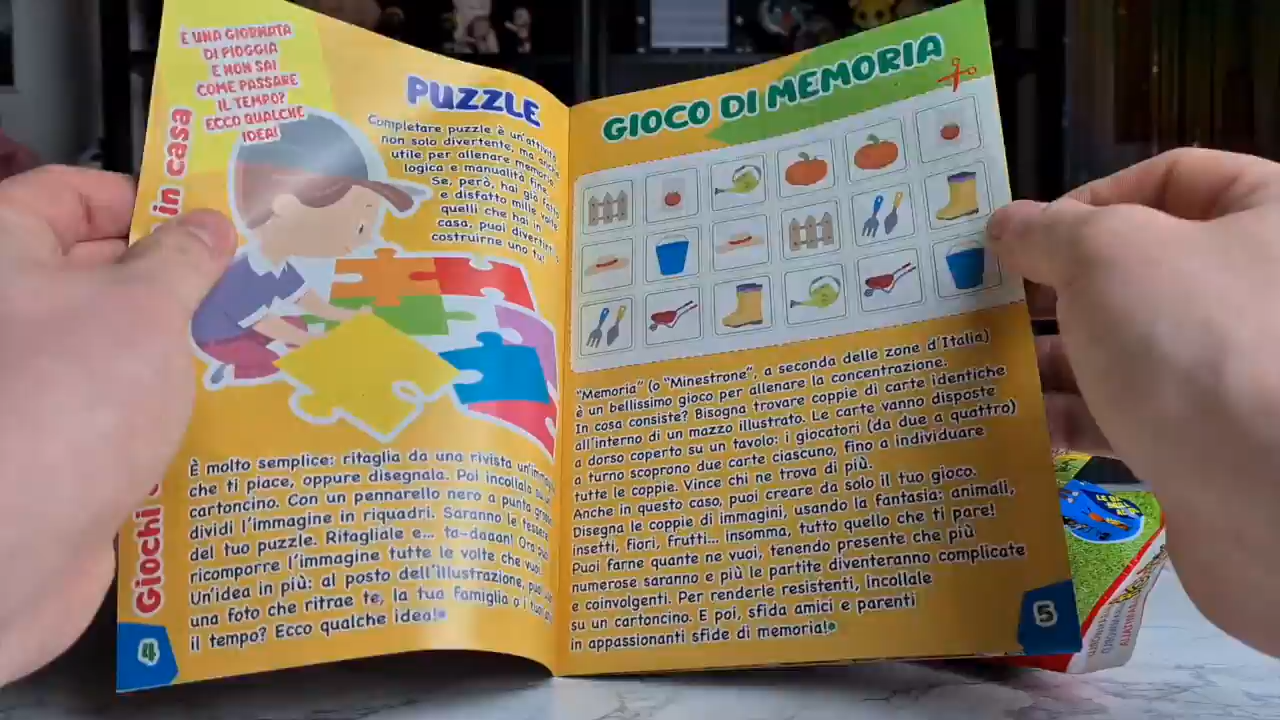 È UNA GIORNATA
DI PIOGGIA
E NON SAI
COME PASSARE
IL TEMPO?
ECCO QUALCHE
IDEA!
Giochi
in casa
PUZZLE
Completare puzzle è un'attività
non solo divertente, ma anche
utile per allenare memoria,
logica e manualità fine.
Se, però, hai già fatto
e disfatto mille volte
quelli che hai in
casa, puoi divertirti a
costruirne uno tu!
È molto semplice: ritaglia da una rivista un'immagine
che ti piace, oppure disegnala. Poi incollala su
cartoncino. Con un pennarello nero a punta grossa
dividi l'immagine in riquadri. Saranno le tessere
del tuo puzzle. Ritagliale e... ta-daaan! Ora puoi
ricomporre l'immagine tutte le volte che vuoi.
Un'idea in più: al posto dell'illustrazione, puoi
una foto che ritrae te, la tua famiglia o i tuoi
il tempo? Ecco qualche idea!
4
GIOCO DI MEMORIA
"Memoria" (o "Minestrone", a seconda delle zone d'Italia)
è un bellissimo gioco per allenare la concentrazione.
In cosa consiste? Bisogna trovare coppie di carte identiche
all'interno di un mazzo illustrato. Le carte vanno disposte
a dorso coperto su un tavolo: i giocatori (da due a quattro)
a turno scoprono due carte ciascuno, fino a individuare
tutte le coppie. Vince chi ne trova di più.
Anche in questo caso, puoi creare da solo il tuo gioco.
Disegna le coppie di immagini, usando la fantasia: animali,
insetti, fiori, frutti... insomma, tutto quello che ti pare!
Puoi farne quante ne vuoi, tenendo presente che più
numerose saranno e più le partite diventeranno complicate
e coinvolgenti. Per renderle resistenti, incollale
su un cartoncino. E poi, sfida amici e parenti
in appassionanti sfide di memoria!
5